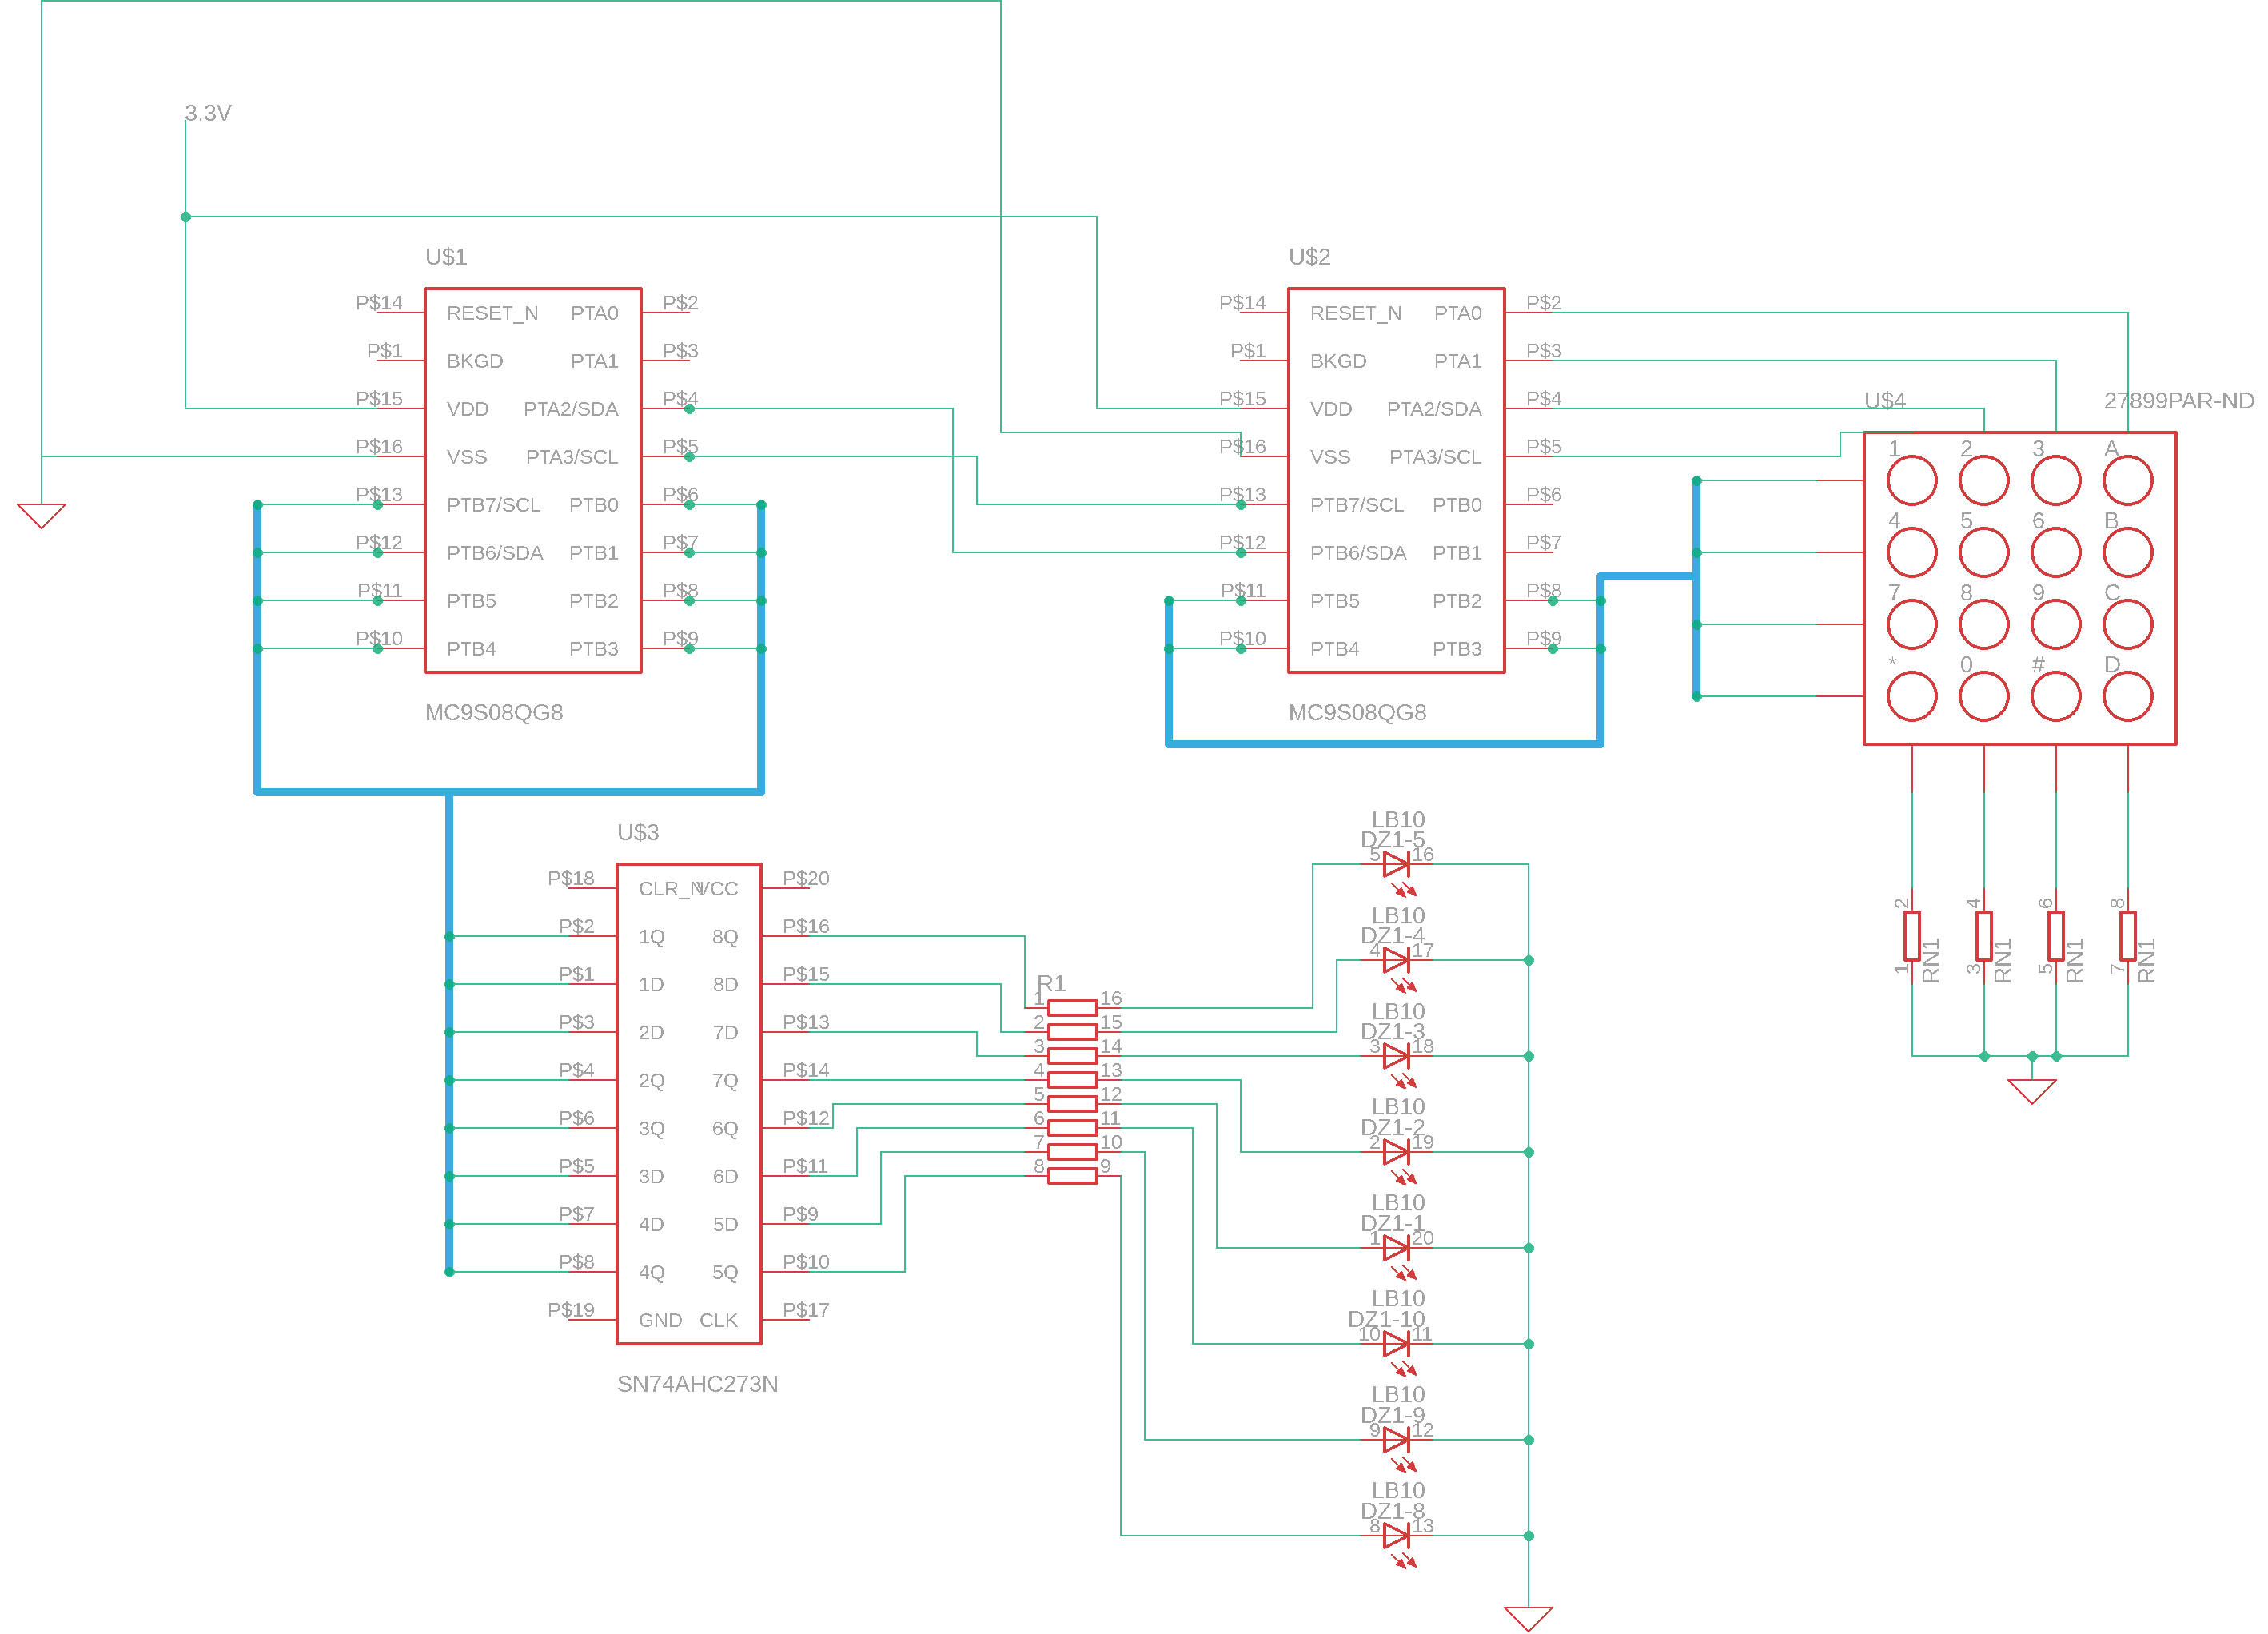 3.3V
U$1
P$14 RESET_N PTA0 P$2
P$1 BKGD PTA1 P$3
P$15 VDD PTA2/SDA P$4
P$16 VSS PTA3/SCL P$5
P$13 PTB7/SCL PTB0 P$6
P$12 PTB6/SDA PTB1 P$7
P$11 PTB5 PTB2 P$8
P$10 PTB4 PTB3 P$9
MC9S08QG8
U$2
P$14 RESET_N PTA0 P$2
P$1 BKGD PTA1 P$3
P$15 VDD PTA2/SDA P$4
P$16 VSS PTA3/SCL P$5
P$13 PTB7/SCL PTB0 P$6
P$12 PTB6/SDA PTB1 P$7
P$11 PTB5 PTB2 P$8
P$10 PTB4 PTB3 P$9
MC9S08QG8
U$4 27899PAR-ND
1 2 3 A
4 5 6 B
7 8 9 C
* 0 # D
2 4 6 8
1 RN1 3 RN1 5 RN1 7 RN1
U$3
P$18 CLR_N VCC P$20
P$2 1Q 8Q P$16
P$1 1D 8D P$15
P$3 2D 7D P$13
P$4 2Q 7Q P$14
P$6 3Q 6Q P$12
P$5 3D 6D P$11
P$7 4D 5D P$9
P$8 4Q 5Q P$10
P$19 GND CLK P$17
SN74AHC273N
R1
1 16
2 15
3 14
4 13
5 12
6 11
7 10
8 9
LB10
DZ1-5
5 16
LB10
DZ1-4
4 17
LB10
DZ1-3
3 18
LB10
DZ1-2
2 19
LB10
DZ1-1
1 20
LB10
DZ1-10
10 11
LB10
DZ1-9
9 12
LB10
DZ1-8
8 13